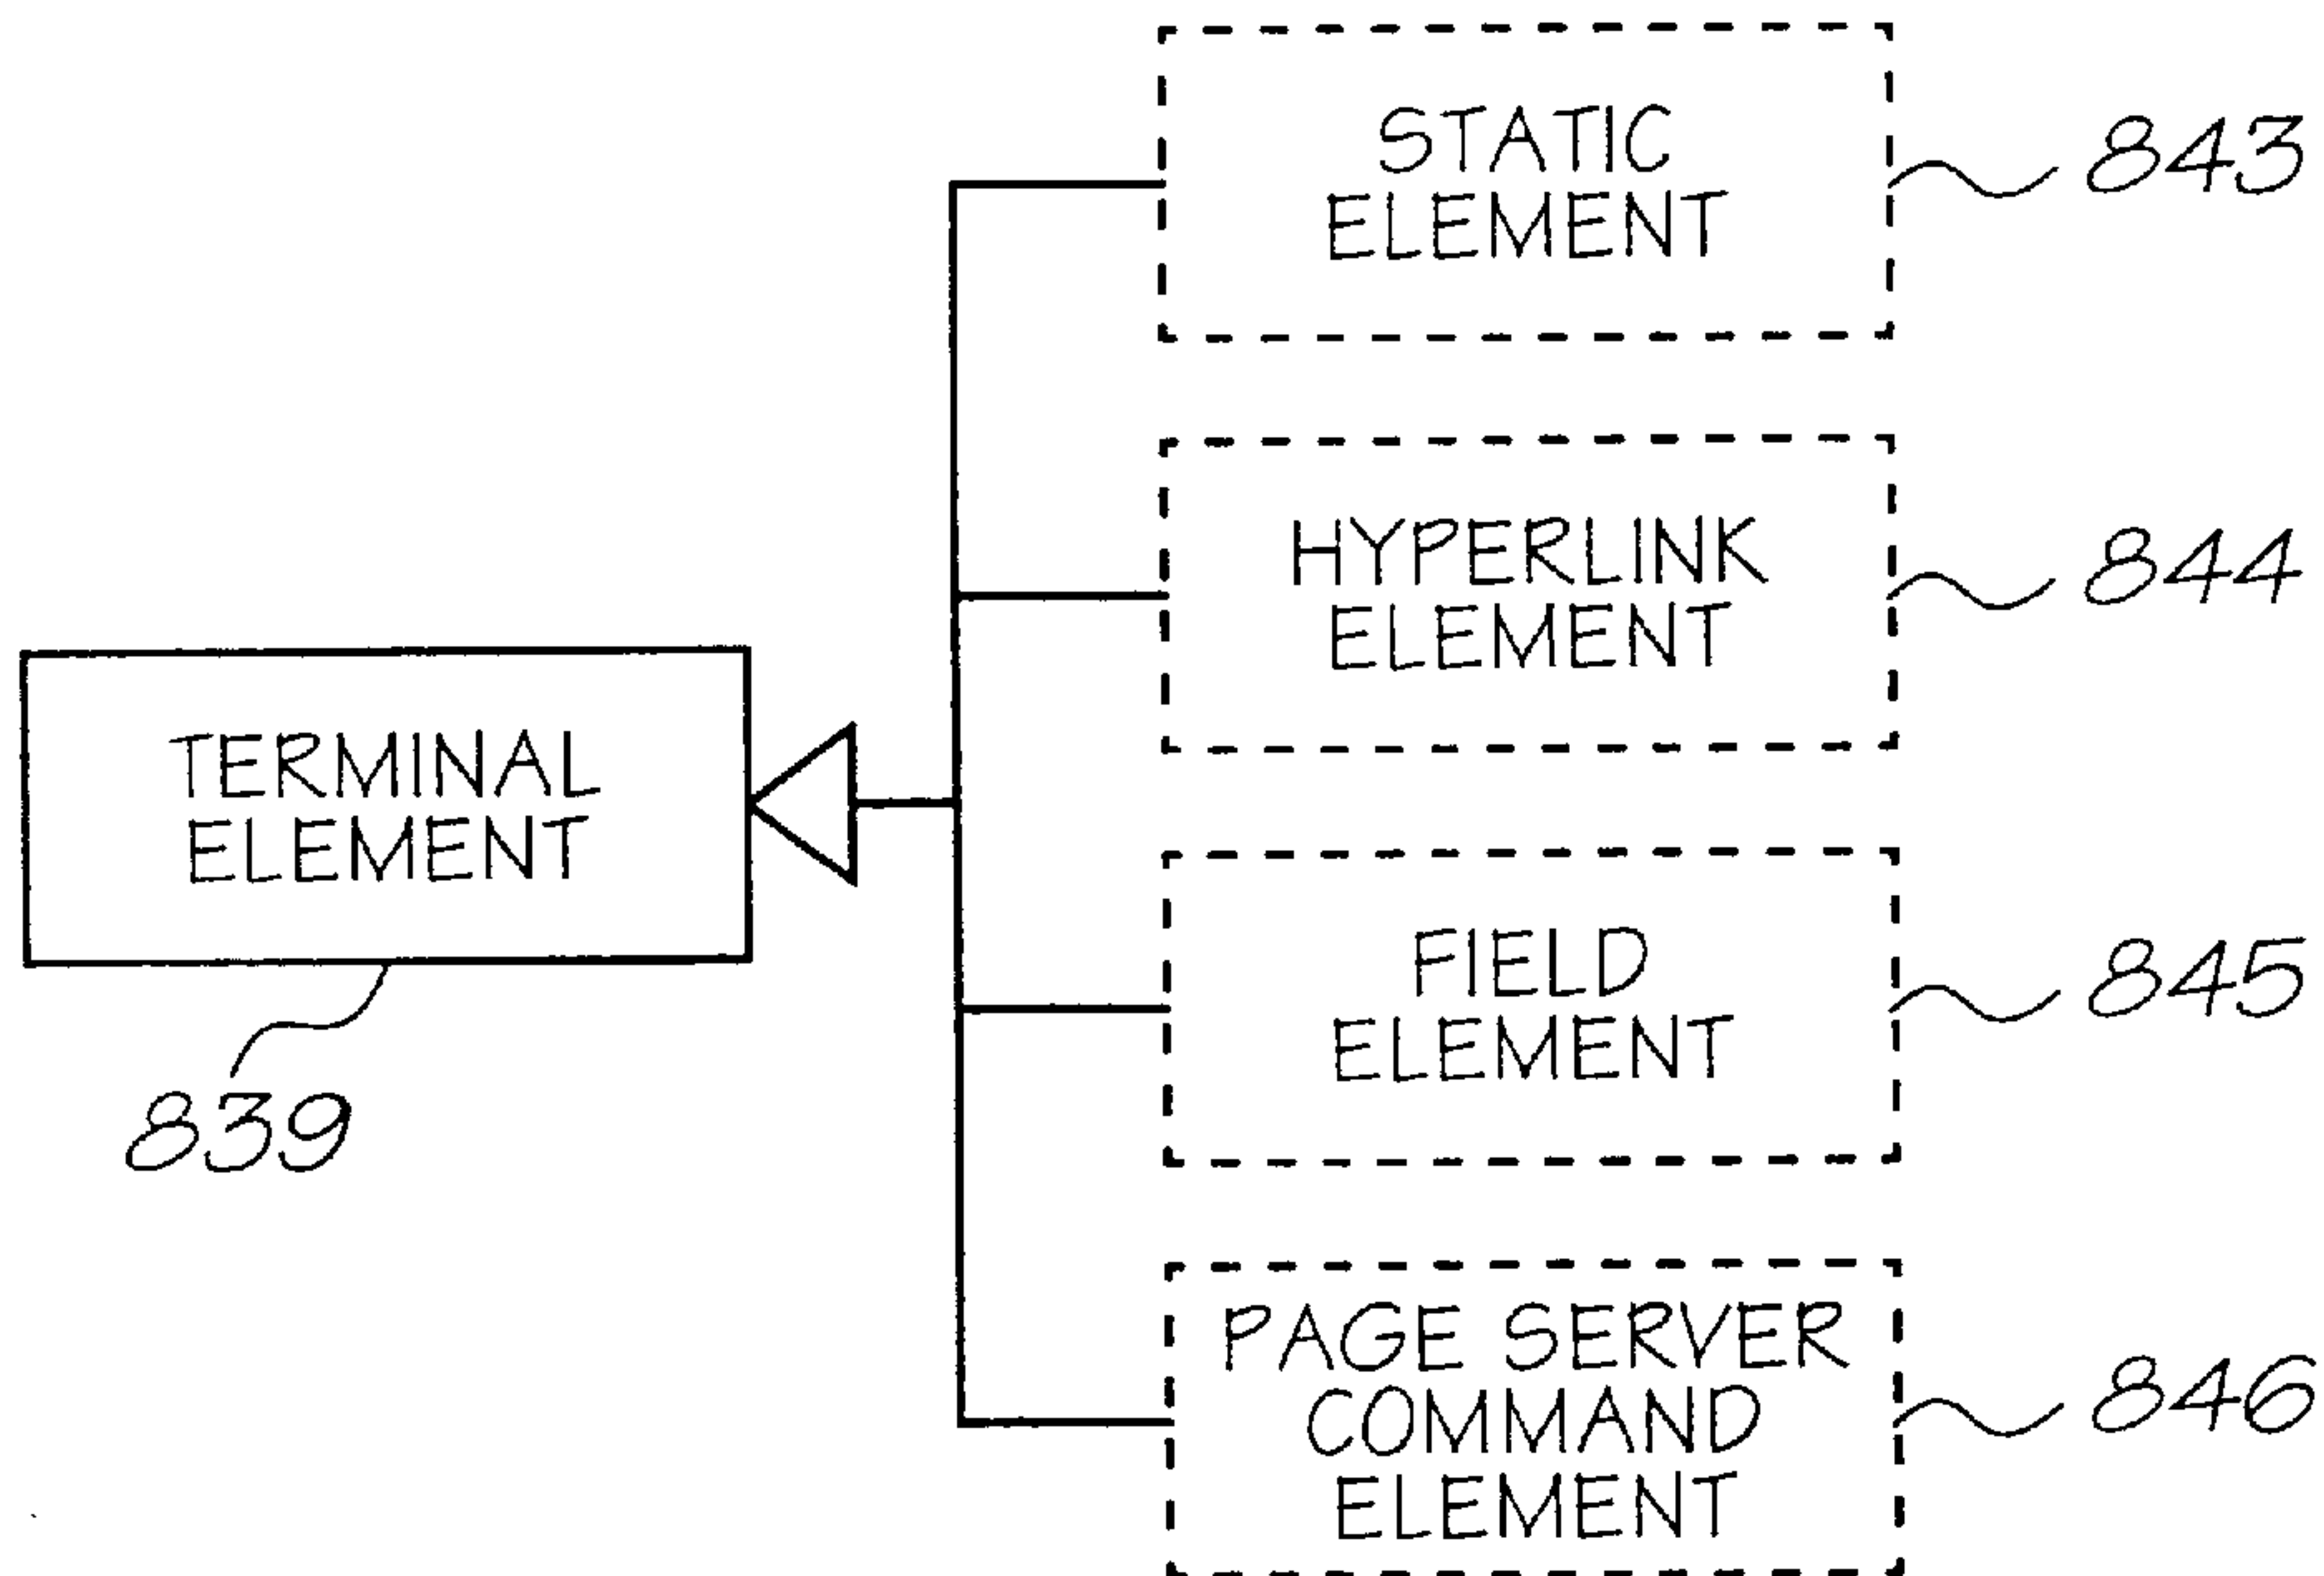 STATIC
ELEMENT
843
HYPERLINK
ELEMENT
844
TERMINAL
ELEMENT
839
FIELD
ELEMENT
845
PAGE SERVER
COMMAND
ELEMENT
846